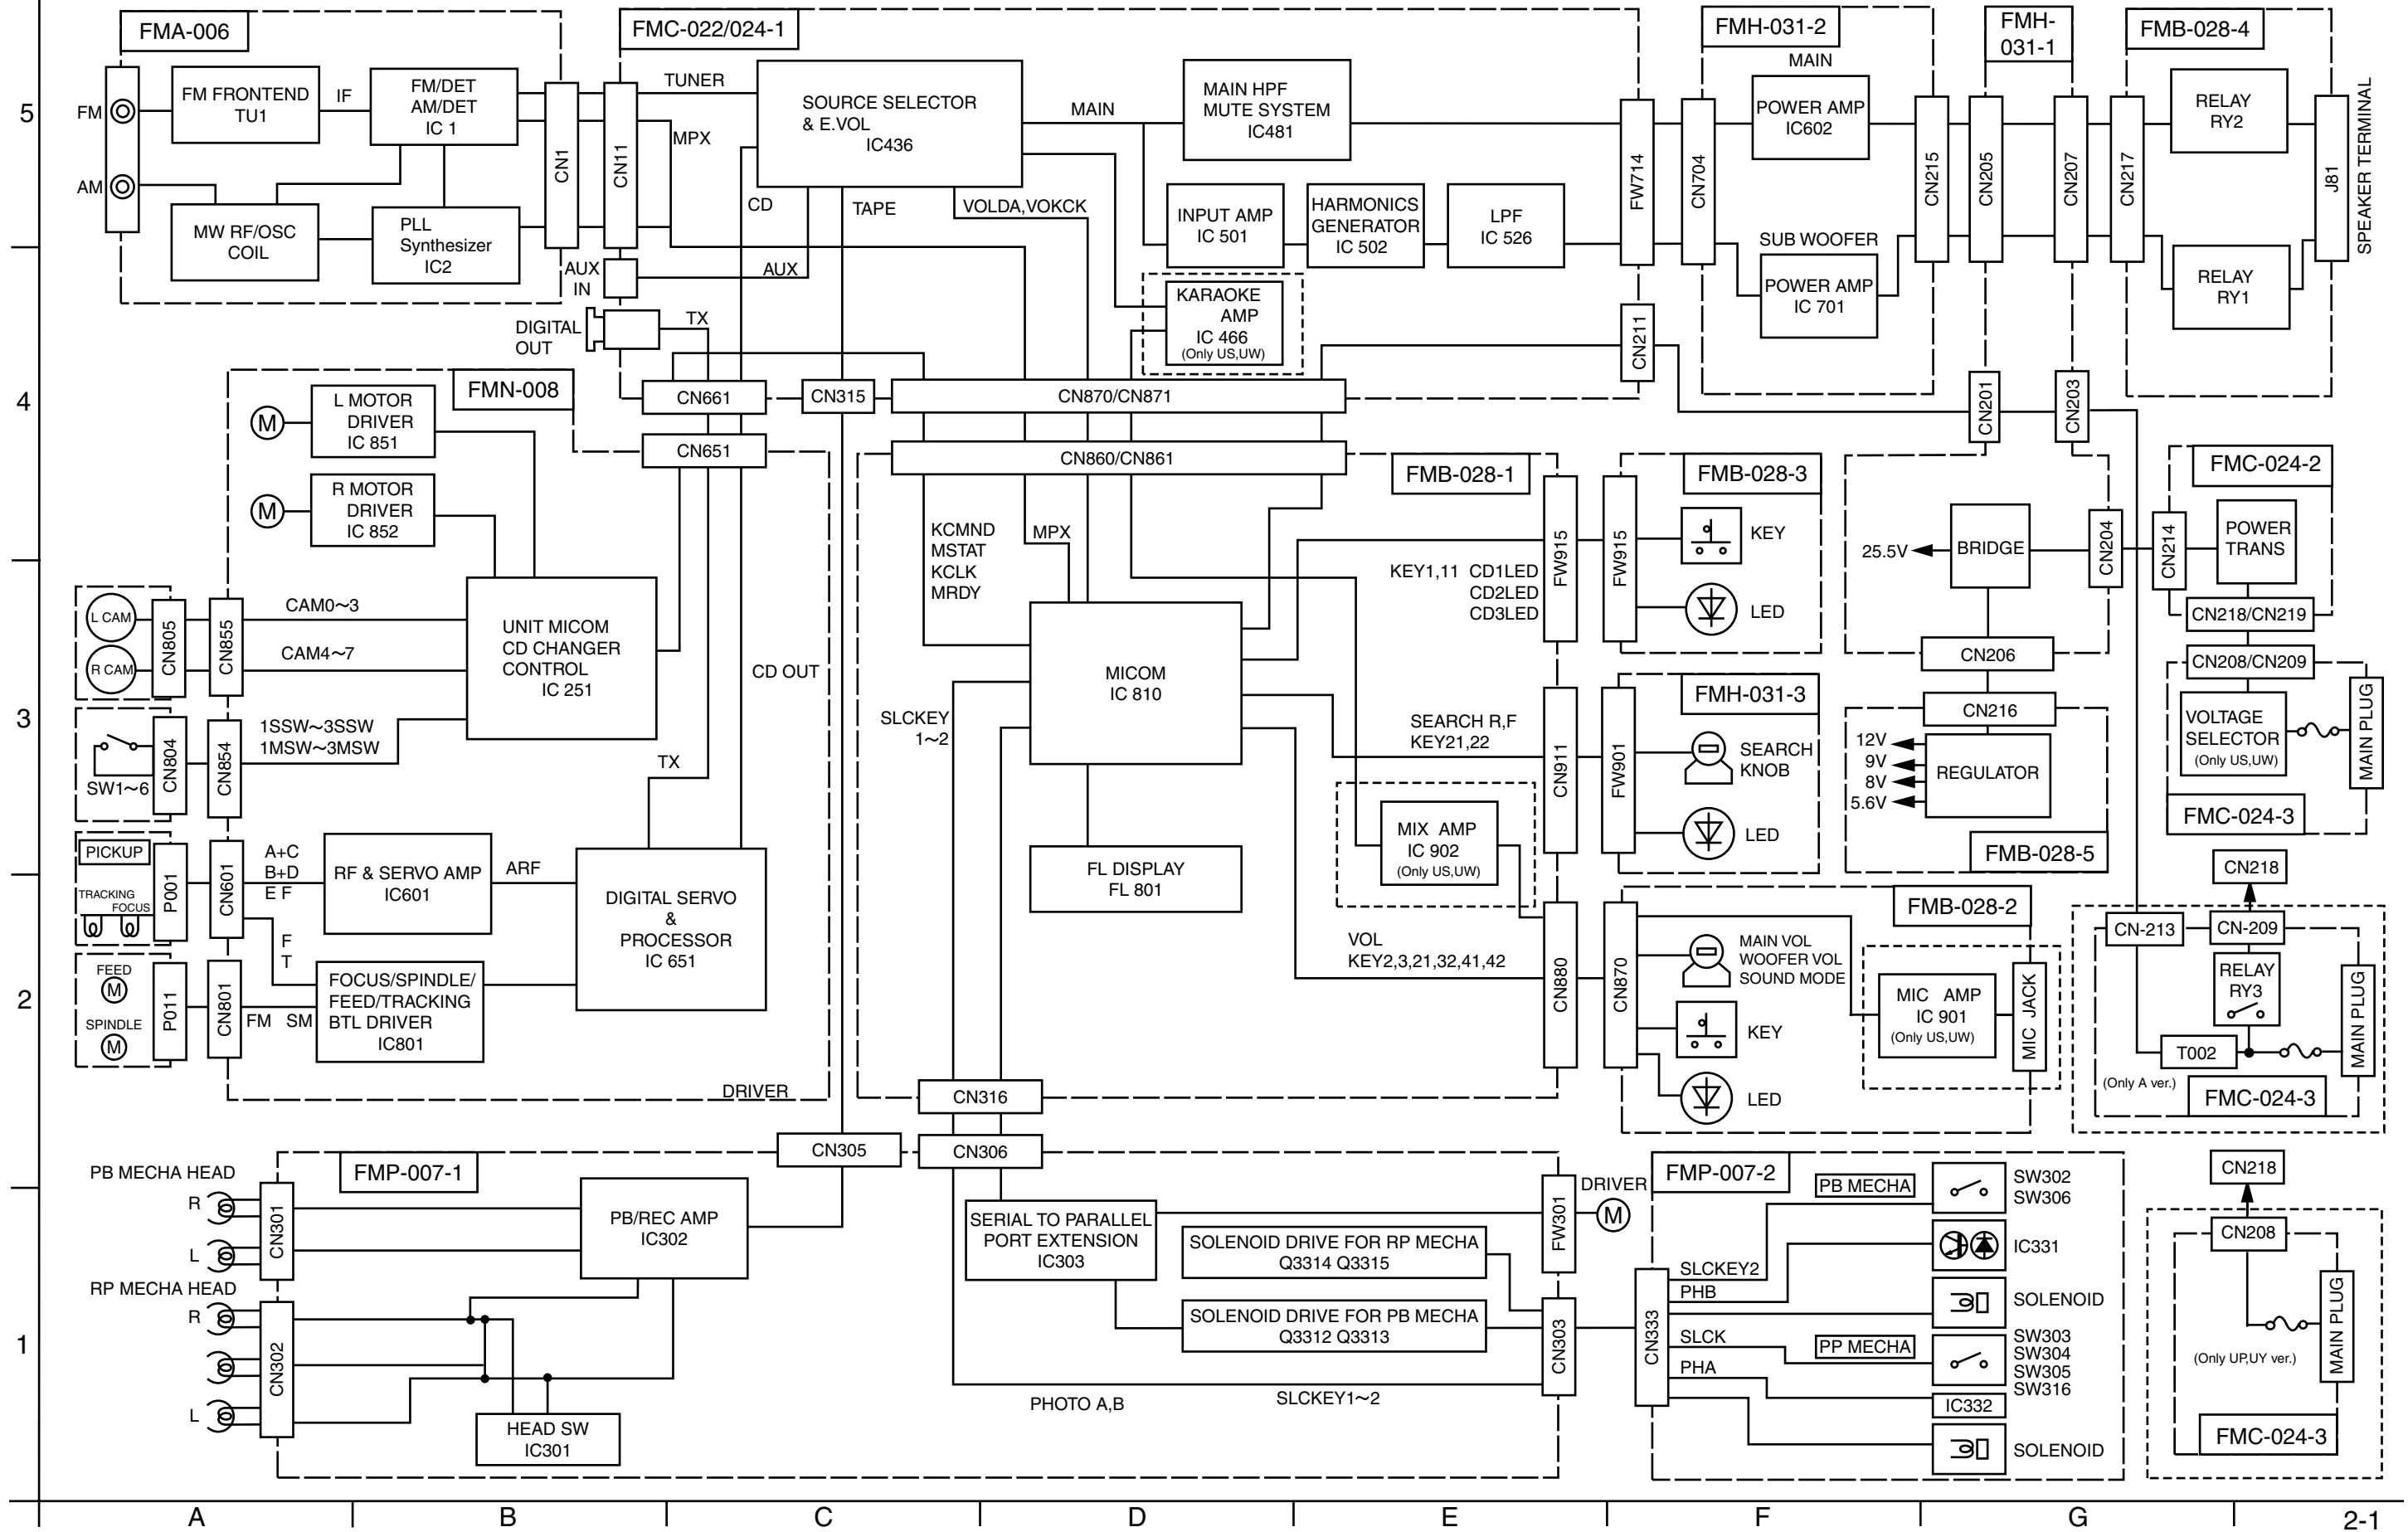 FMA-006
FM
AM
FM FRONTEND
TU1
IF
FM/DET
AM/DET
IC 1
MW RF/OSC
COIL
PLL
Synthesizer
IC2
CN1
CN11
FMC-022/024-1
TUNER
MPX
SOURCE SELECTOR
& E.VOL
IC436
CD
TAPE
VOLDA,VOKCK
MAIN
MAIN HPF
MUTE SYSTEM
IC481
INPUT AMP
IC 501
HARMONICS
GENERATOR
IC 502
LPF
IC 526
KARAOKE
AMP
IC 466
(Only US,UW)
AUX
IN
AUX
DIGITAL
OUT
TX
FW714
CN211
FMH-031-2
MAIN
POWER AMP
IC602
SUB WOOFER
POWER AMP
IC 701
CN704
CN215
FMH-
031-1
CN205
CN207
FMB-028-4
CN217
RELAY
RY2
RELAY
RY1
J81
SPEAKER TERMINAL
5
4
3
2
1
CN661
CN315
CN870/CN871
CN651
CN860/CN861
CN201
CN203
FMN-008
M
L MOTOR
DRIVER
IC 851
M
R MOTOR
DRIVER
IC 852
L CAM
R CAM
CN805
CN855
CAM0~3
CAM4~7
UNIT MICOM
CD CHANGER
CONTROL
IC 251
SW1~6
CN804
CN854
1SSW~3SSW
1MSW~3MSW
TX
CD OUT
PICKUP
TRACKING
FOCUS
P001
CN601
A+C
B+D
E F
F
T
RF & SERVO AMP
IC601
ARF
DIGITAL SERVO
&
PROCESSOR
IC 651
FEED
M
SPINDLE
M
P011
CN801
FM SM
FOCUS/SPINDLE/
FEED/TRACKING
BTL DRIVER
IC801
DRIVER
FMB-028-1
KCMND
MSTAT
KCLK
MRDY
MPX
MICOM
IC 810
SLCKEY
1~2
FL DISPLAY
FL 801
KEY1,11 CD1LED
CD2LED
CD3LED
SEARCH R,F
KEY21,22
MIX AMP
IC 902
(Only US,UW)
VOL
KEY2,3,21,32,41,42
FW915
CN911
CN880
FMB-028-3
FW915
KEY
LED
FMH-031-3
FW901
SEARCH
KNOB
LED
FMB-028-2
CN870
MAIN VOL
WOOFER VOL
SOUND MODE
KEY
LED
MIC AMP
IC 901
(Only US,UW)
MIC JACK
25.5V
BRIDGE
CN204
CN206
CN216
12V
9V
8V
5.6V
REGULATOR
FMB-028-5
FMC-024-2
CN214
POWER
TRANS
CN218/CN219
CN208/CN209
VOLTAGE
SELECTOR
(Only US,UW)
MAIN PLUG
FMC-024-3
CN218
CN-213
CN-209
RELAY
RY3
T002
MAIN PLUG
(Only A ver.)
FMC-024-3
CN316
CN305
CN306
FMP-007-1
PB MECHA HEAD
R
L
CN301
RP MECHA HEAD
R
L
CN302
PB/REC AMP
IC302
HEAD SW
IC301
SERIAL TO PARALLEL
PORT EXTENSION
IC303
SOLENOID DRIVE FOR RP MECHA
Q3314 Q3315
SOLENOID DRIVE FOR PB MECHA
Q3312 Q3313
PHOTO A,B
SLCKEY1~2
FW301
CN303
DRIVER
M
FMP-007-2
CN333
SLCKEY2
PHB
SLCK
PHA
PB MECHA
SW302
SW306
IC331
SOLENOID
PP MECHA
SW303
SW304
SW305
SW316
IC332
SOLENOID
CN218
CN208
MAIN PLUG
(Only UP,UY ver.)
FMC-024-3
A
B
C
D
E
F
G
2-1